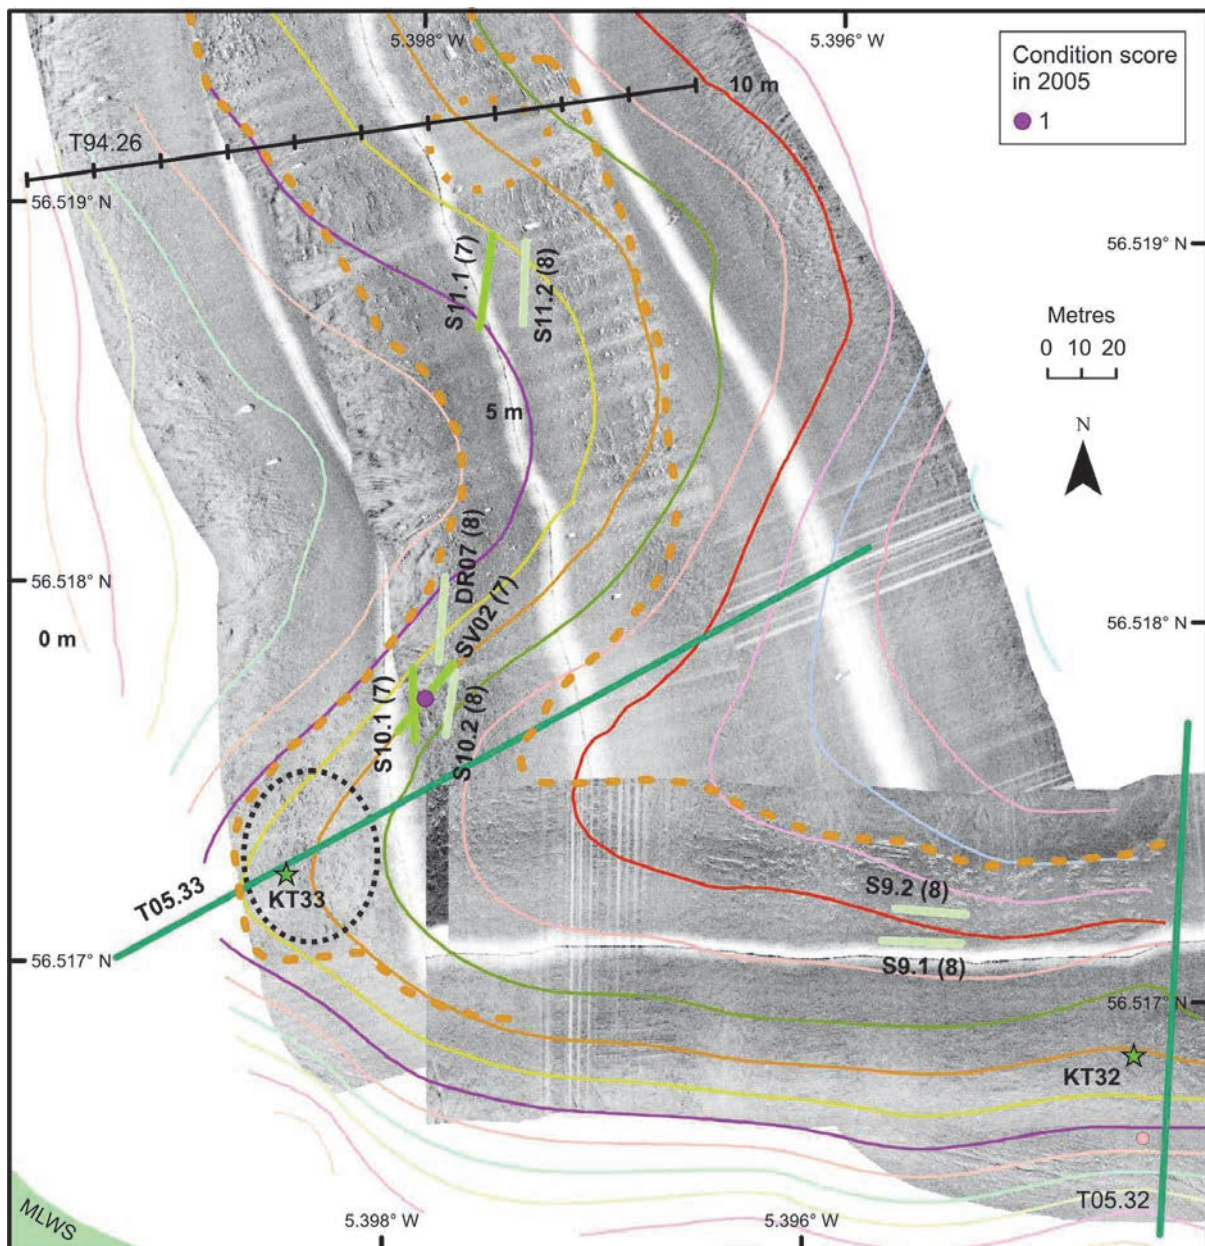 5.398° W
5.396° W
Condition score
in 2005
1
10 m
T94.26
56.519° N
56.519° N
S11.1 (7)
S11.2 (8)
Metres
0 10 20
N
5 m
DR07 (8)
SV02 (7)
56.518° N
56.518° N
0 m
S10.1 (7)
S10.2 (8)
T05.33
KT33
S9.2 (8)
S9.1 (8)
56.517° N
56.517° N
KT32
T05.32
MLWS
5.398° W
5.396° W